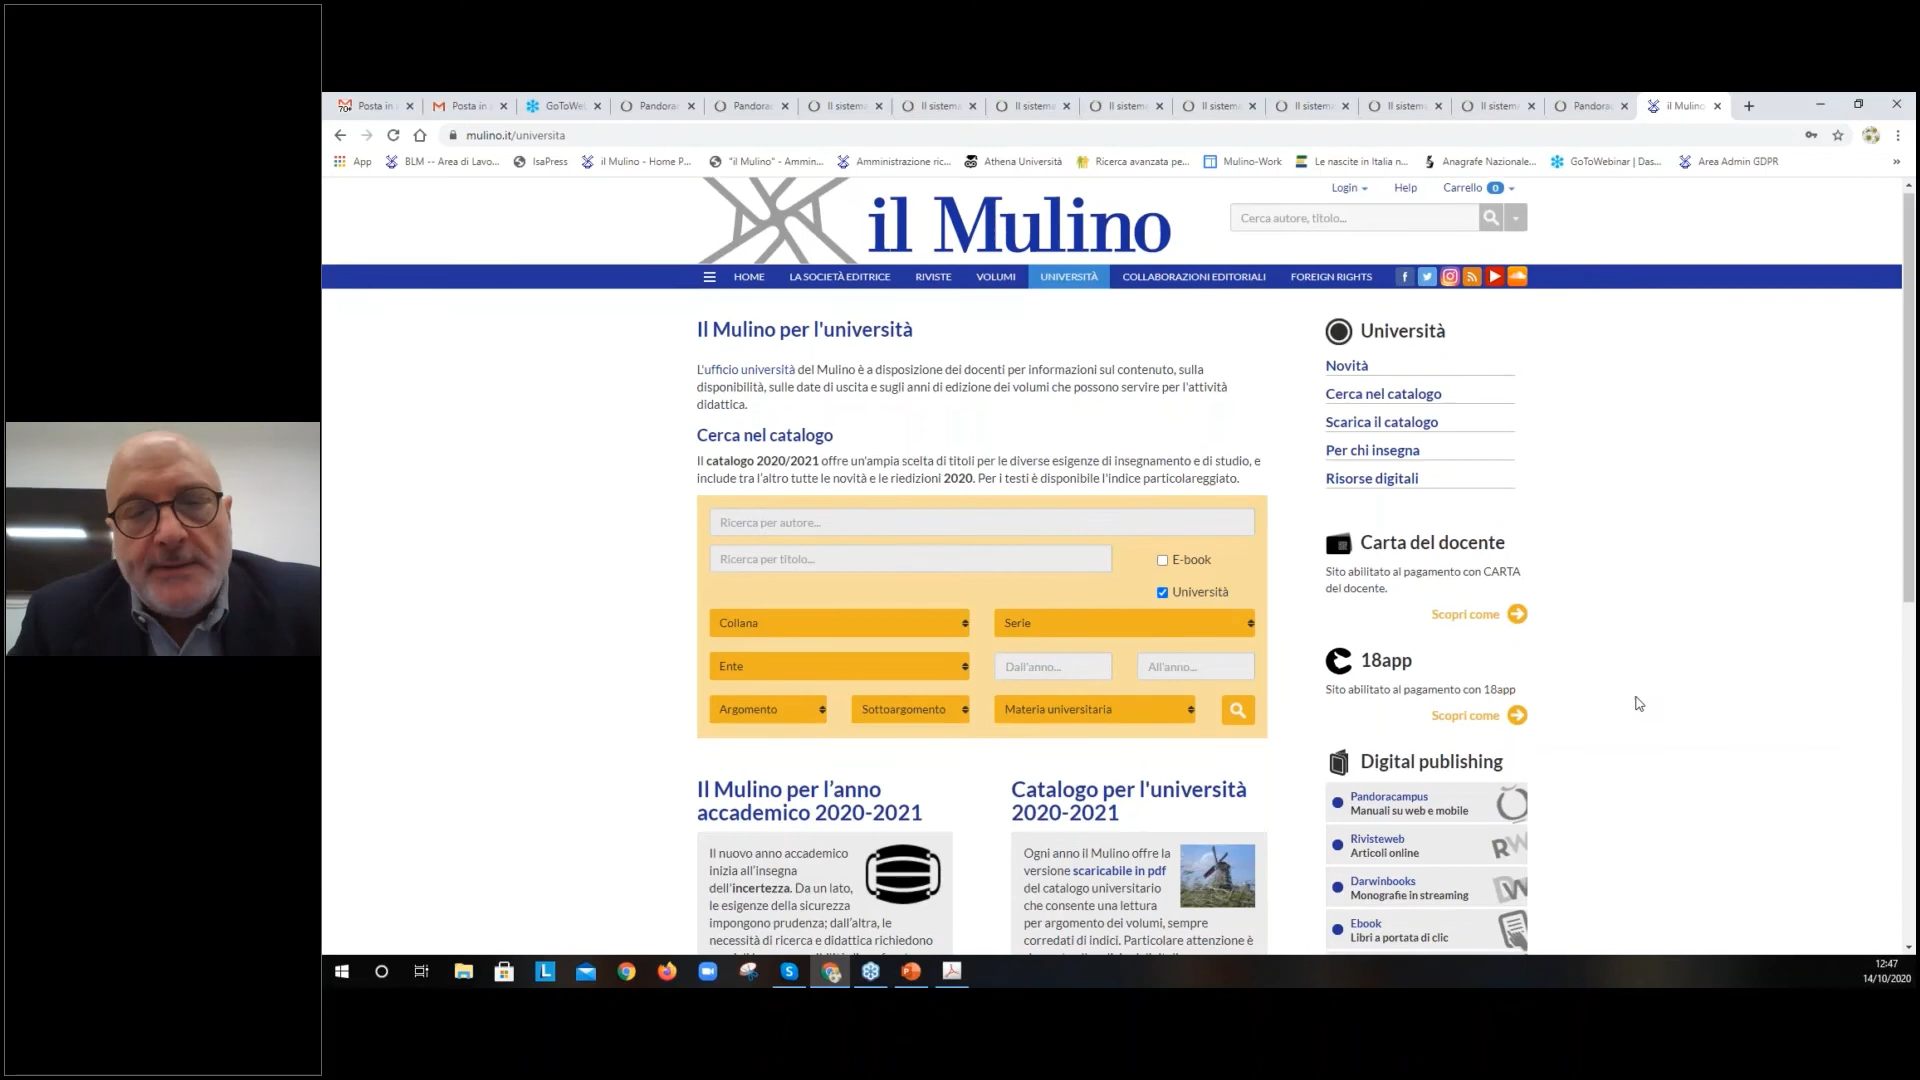 Posta in
Posta in
GoToWe
Pandora
Pandora
Il sistema
Il sistema
Il sistema
Il sistem
Il sistem
Il sistem
Il sistem
Il sistem
Pandora
il Mulino
mulino.it/universita
App
BLM -- Area di Lavo...
IsaPress
il Mulino - Home P...
"il Mulino" - Ammin...
Amministrazione ric...
Athena Università
Ricerca avanzata pe...
Mulino-Work
Le nascite in Italia n...
Anagrafe Nazionale...
GoToWebinar | Das...
Area Admin GDPR
»
Login
Help
Carrello 0
il Mulino
Cerca autore, titolo...
HOME
LA SOCIETÀ EDITRICE
RIVISTE
VOLUMI
UNIVERSITÀ
COLLABORAZIONI EDITORIALI
FOREIGN RIGHTS
Il Mulino per l'università
L'ufficio università del Mulino è a disposizione dei docenti per informazioni sul contenuto, sulla
disponibilità, sulle date di uscita e sugli anni di edizione dei volumi che possono servire per l'attività
didattica.
Cerca nel catalogo
Il catalogo 2020/2021 offre un'ampia scelta di titoli per le diverse esigenze di insegnamento e di studio, e
include tra l'altro tutte le novità e le riedizioni 2020. Per i testi è disponibile l'indice particolareggiato.
Ricerca per autore...
Ricerca per titolo...
E-book
Università
Collana
Serie
Ente
Dall'anno...
All'anno...
Argomento
Sottoargomento
Materia universitaria
Il Mulino per l'anno
accademico 2020-2021
Il nuovo anno accademico
inizia all'insegna
dell'incertezza. Da un lato,
le esigenze della sicurezza
impongono prudenza; dall'altra, le
necessità di ricerca e didattica richiedono
Catalogo per l'università
2020-2021
Ogni anno il Mulino offre la
versione scaricabile in pdf
del catalogo universitario
che consente una lettura
per argomento dei volumi, sempre
corredati di indici. Particolare attenzione è
Università
Novità
Cerca nel catalogo
Scarica il catalogo
Per chi insegna
Risorse digitali
Carta del docente
Sito abilitato al pagamento con CARTA
del docente.
Scopri come
18app
Sito abilitato al pagamento con 18app
Scopri come
Digital publishing
Pandoracampus
Manuali su web e mobile
Rivisteweb
Articoli online
RW
Darwinbooks
Monografie in streaming
DW
Ebook
Libri a portata di clic
12:47
14/10/2020